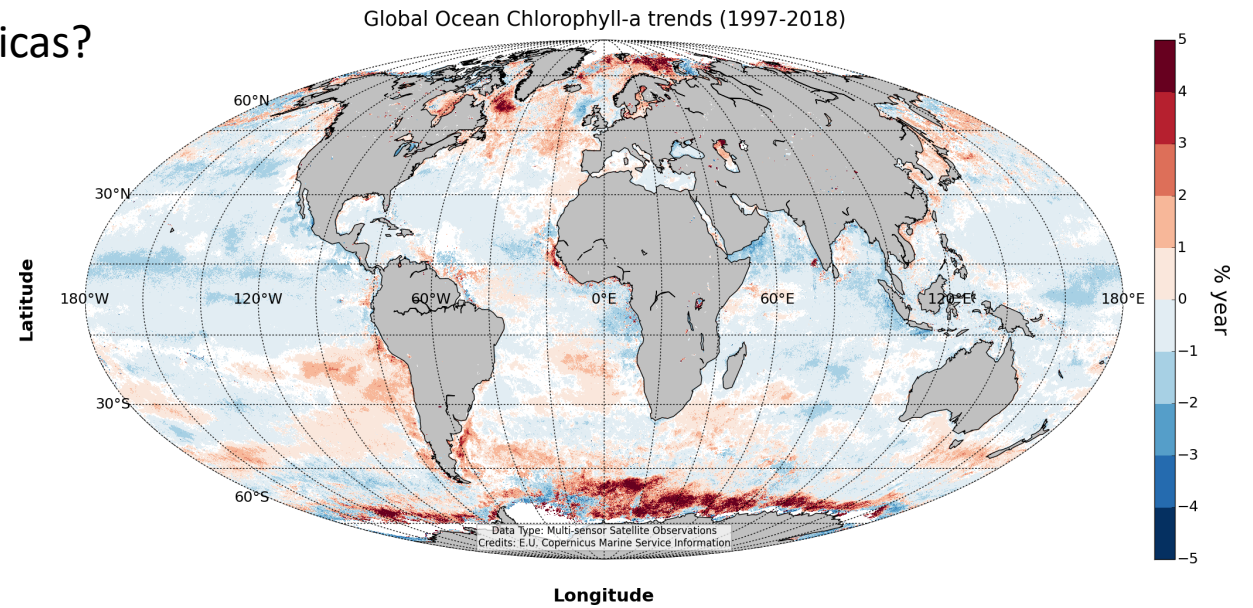 icas?
Global Ocean Chlorophyll-a trends (1997-2018)
60°N
30°N
180°W
120°W
60°W
0°E
60°E
120°E
180°E
30°S
60°S
Latitude
Longitude
Data Type: Multi-sensor Satellite Observations
Credits: E.U. Copernicus Marine Service Information
5
4
3
2
1
0
−1
−2
−3
−4
−5
% year